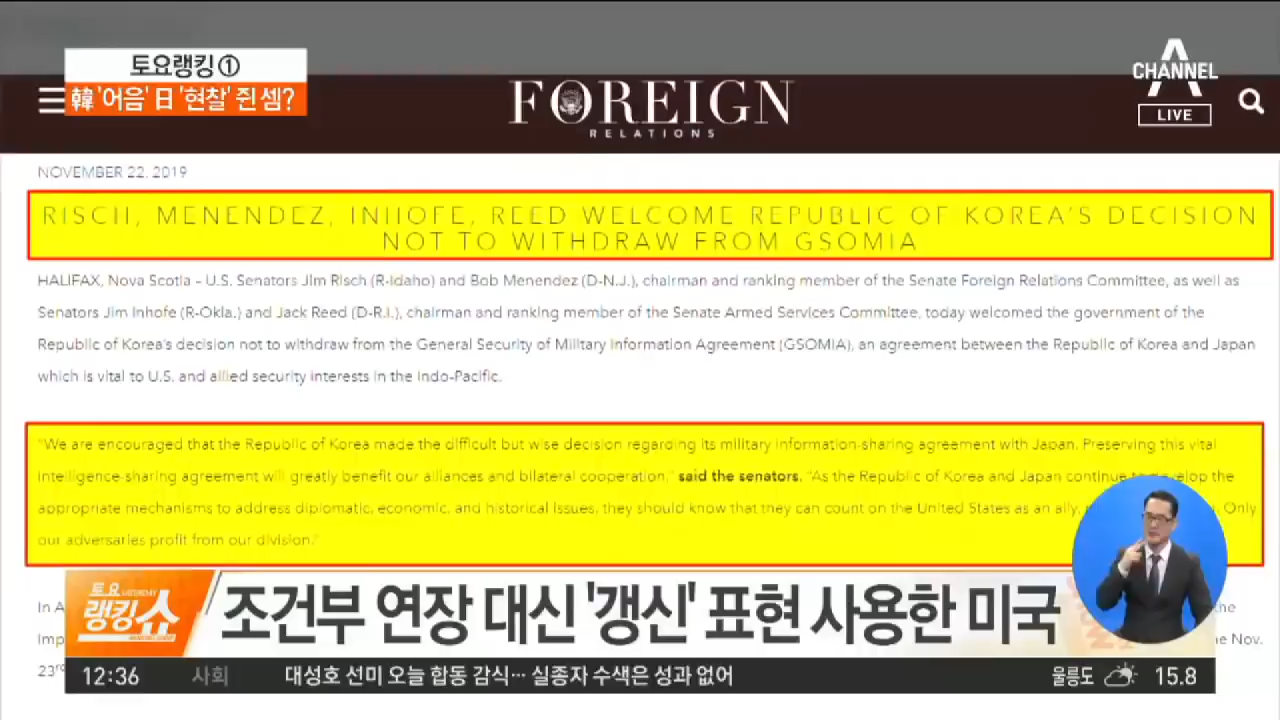 토요랭킹 ①
韓 '어음' 日 '현찰' 쥔 셈?
FOREIGN
RELATIONS
CHANNEL A
LIVE
NOVEMBER 22, 2019
RISCH, MENENDEZ, INHOFE, REED WELCOME REPUBLIC OF KOREA'S DECISION
NOT TO WITHDRAW FROM GSOMIA
HALIFAX, Nova Scotia – U.S. Senators Jim Risch (R-Idaho) and Bob Menendez (D-N.J.), chairman and ranking member of the Senate Foreign Relations Committee, as well as
Senators Jim Inhofe (R-Okla.) and Jack Reed (D-R.I.), chairman and ranking member of the Senate Armed Services Committee, today welcomed the government of the
Republic of Korea's decision not to withdraw from the General Security of Military Information Agreement (GSOMIA), an agreement between the Republic of Korea and Japan
which is vital to U.S. and allied security interests in the Indo-Pacific.
"We are encouraged that the Republic of Korea made the difficult but wise decision regarding its military information-sharing agreement with Japan. Preserving this vital
intelligence-sharing agreement will greatly benefit our alliances and bilateral cooperation," said the senators. "As the Republic of Korea and Japan continue to develop the
appropriate mechanisms to address diplomatic, economic, and historical issues, they should know that they can count on the United States as an ally, Only
our adversaries profit from our division."
In A the
Imp ne Nov.
23rd
토요 SATURDAY
랭킹쇼
조건부 연장 대신 '갱신' 표현 사용한 미국
12:36 사회 대성호 선미 오늘 합동 감식… 실종자 수색은 성과 없어 울릉도 15.8